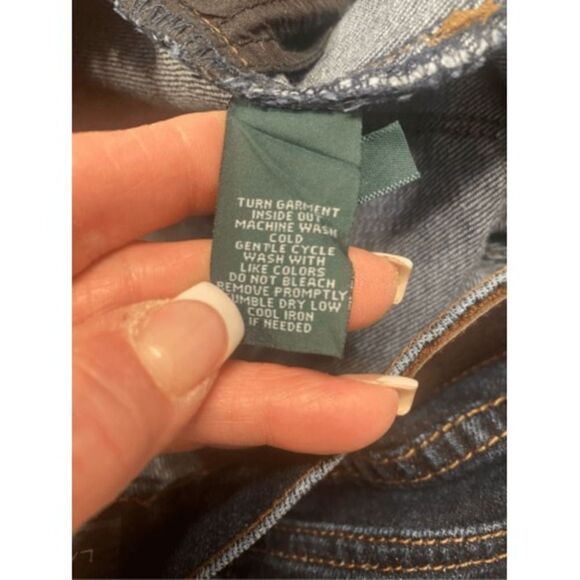 TURN GARMENT
INSIDE OUT
MACHINE WASH
COLD
GENTLE CYCLE
WASH WITH
LIKE COLORS
DO NOT BLEACH
REMOVE PROMPTLY
TUMBLE DRY LOW
COOL IRON
IF NEEDED